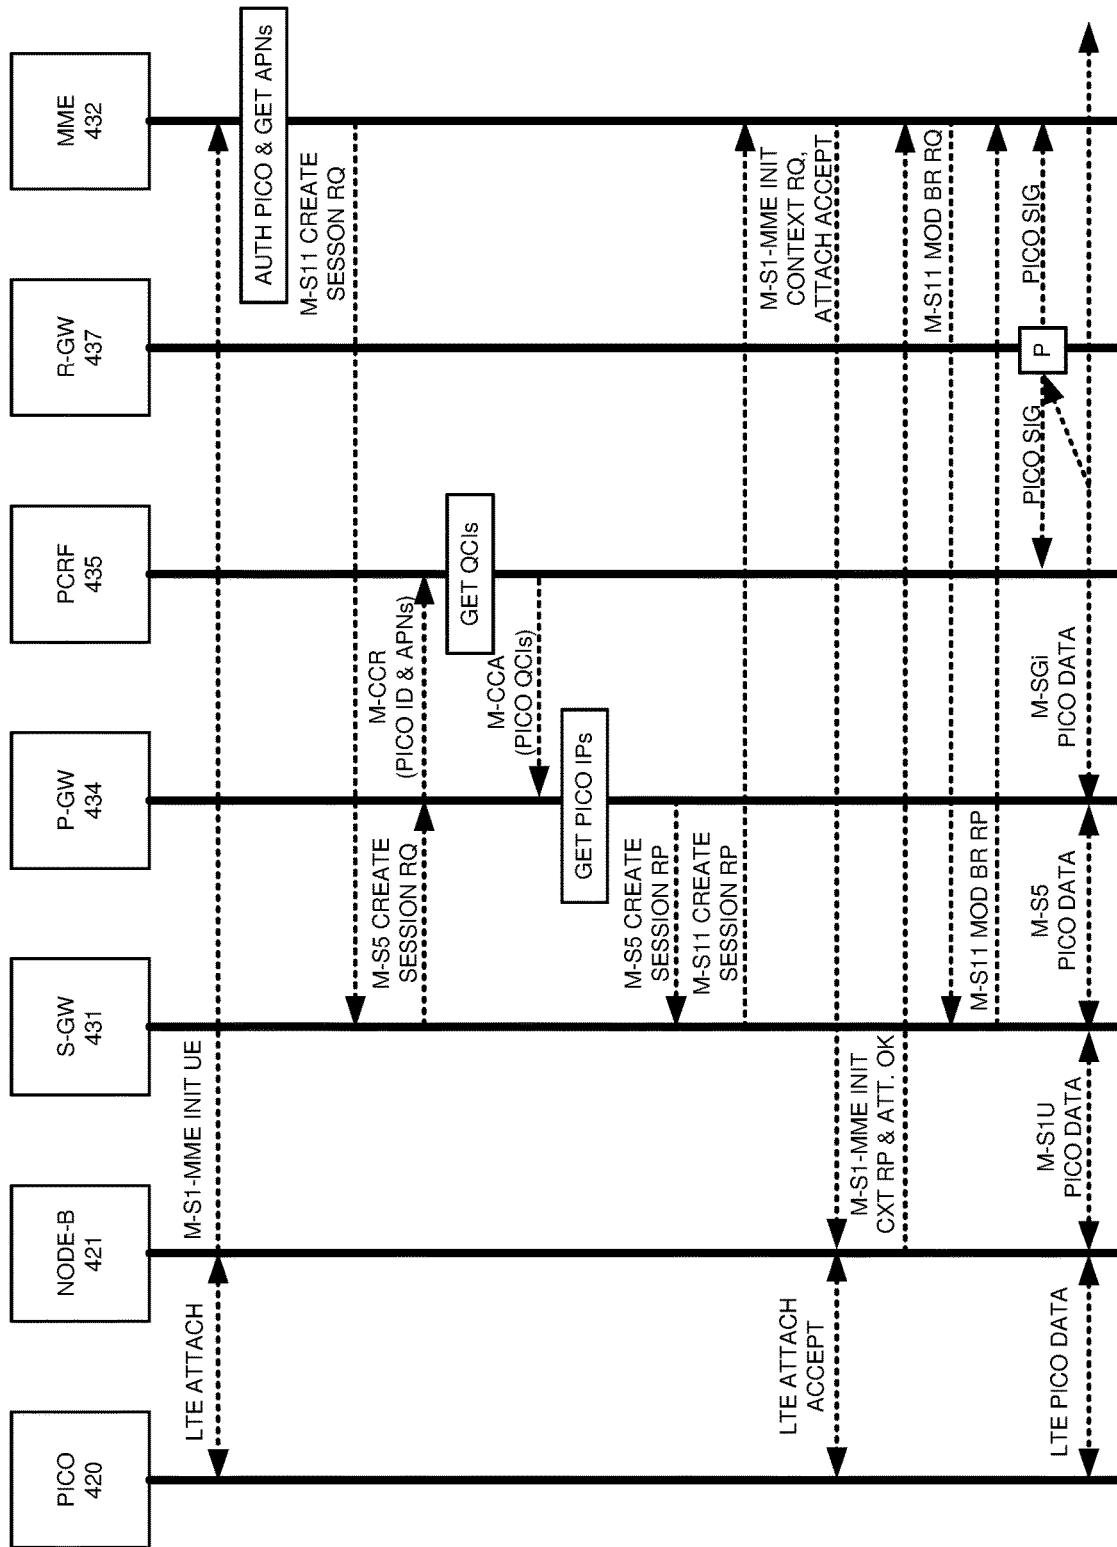 PICO
420
NODE-B
421
S-GW
431
P-GW
434
PCRF
435
R-GW
437
MME
432
LTE ATTACH
M-S1-MME INIT UE
AUTH PICO & GET APNs
M-S11 CREATE
SESSON RQ
M-S5 CREATE
SESSION RQ
M-CCR
(PICO ID & APNs)
GET QCIs
M-CCA
(PICO QCIs)
GET PICO IPs
M-S5 CREATE
SESSION RP
M-S11 CREATE
SESSION RP
M-S1-MME INIT
CONTEXT RQ,
ATTACH ACCEPT
LTE ATTACH
ACCEPT
M-S1-MME INIT
CXT RP & ATT. OK
M-S11 MOD BR RQ
M-S11 MOD BR RP
PICO SIG
P
PICO SIG
LTE PICO DATA
M-S1U
PICO DATA
M-S5
PICO DATA
M-SGi
PICO DATA